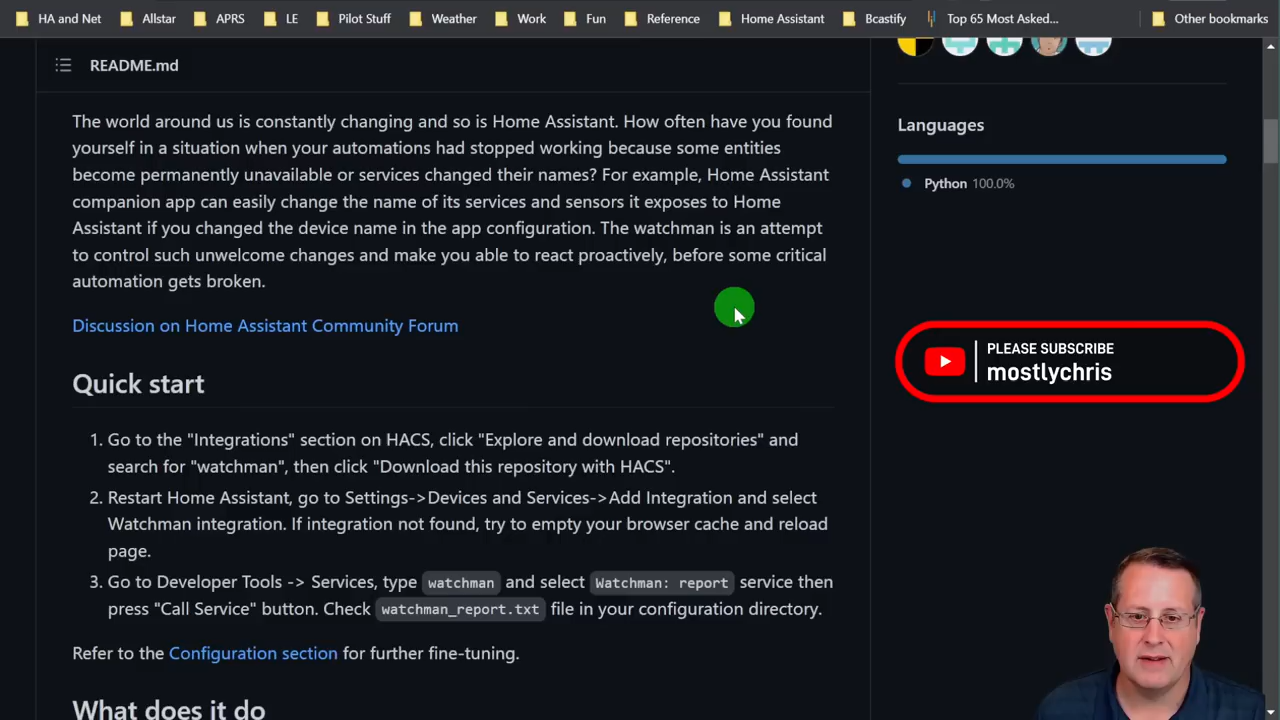 HA and Net Allstar APRS LE Pilot Stuff Weather Work Fun Reference Home Assistant Bcastify Top 65 Most Asked... Other bookmarks
README.md
The world around us is constantly changing and so is Home Assistant. How often have you found
yourself in a situation when your automations had stopped working because some entities
become permanently unavailable or services changed their names? For example, Home Assistant
companion app can easily change the name of its services and sensors it exposes to Home
Assistant if you changed the device name in the app configuration. The watchman is an attempt
to control such unwelcome changes and make you able to react proactively, before some critical
automation gets broken.
Discussion on Home Assistant Community Forum
Quick start
1. Go to the "Integrations" section on HACS, click "Explore and download repositories" and
search for "watchman", then click "Download this repository with HACS".
2. Restart Home Assistant, go to Settings->Devices and Services->Add Integration and select
Watchman integration. If integration not found, try to empty your browser cache and reload
page.
3. Go to Developer Tools -> Services, type watchman and select Watchman: report service then
press "Call Service" button. Check watchman_report.txt file in your configuration directory.
Refer to the Configuration section for further fine-tuning.
What does it do
Languages
Python 100.0%
PLEASE SUBSCRIBE
mostlychris